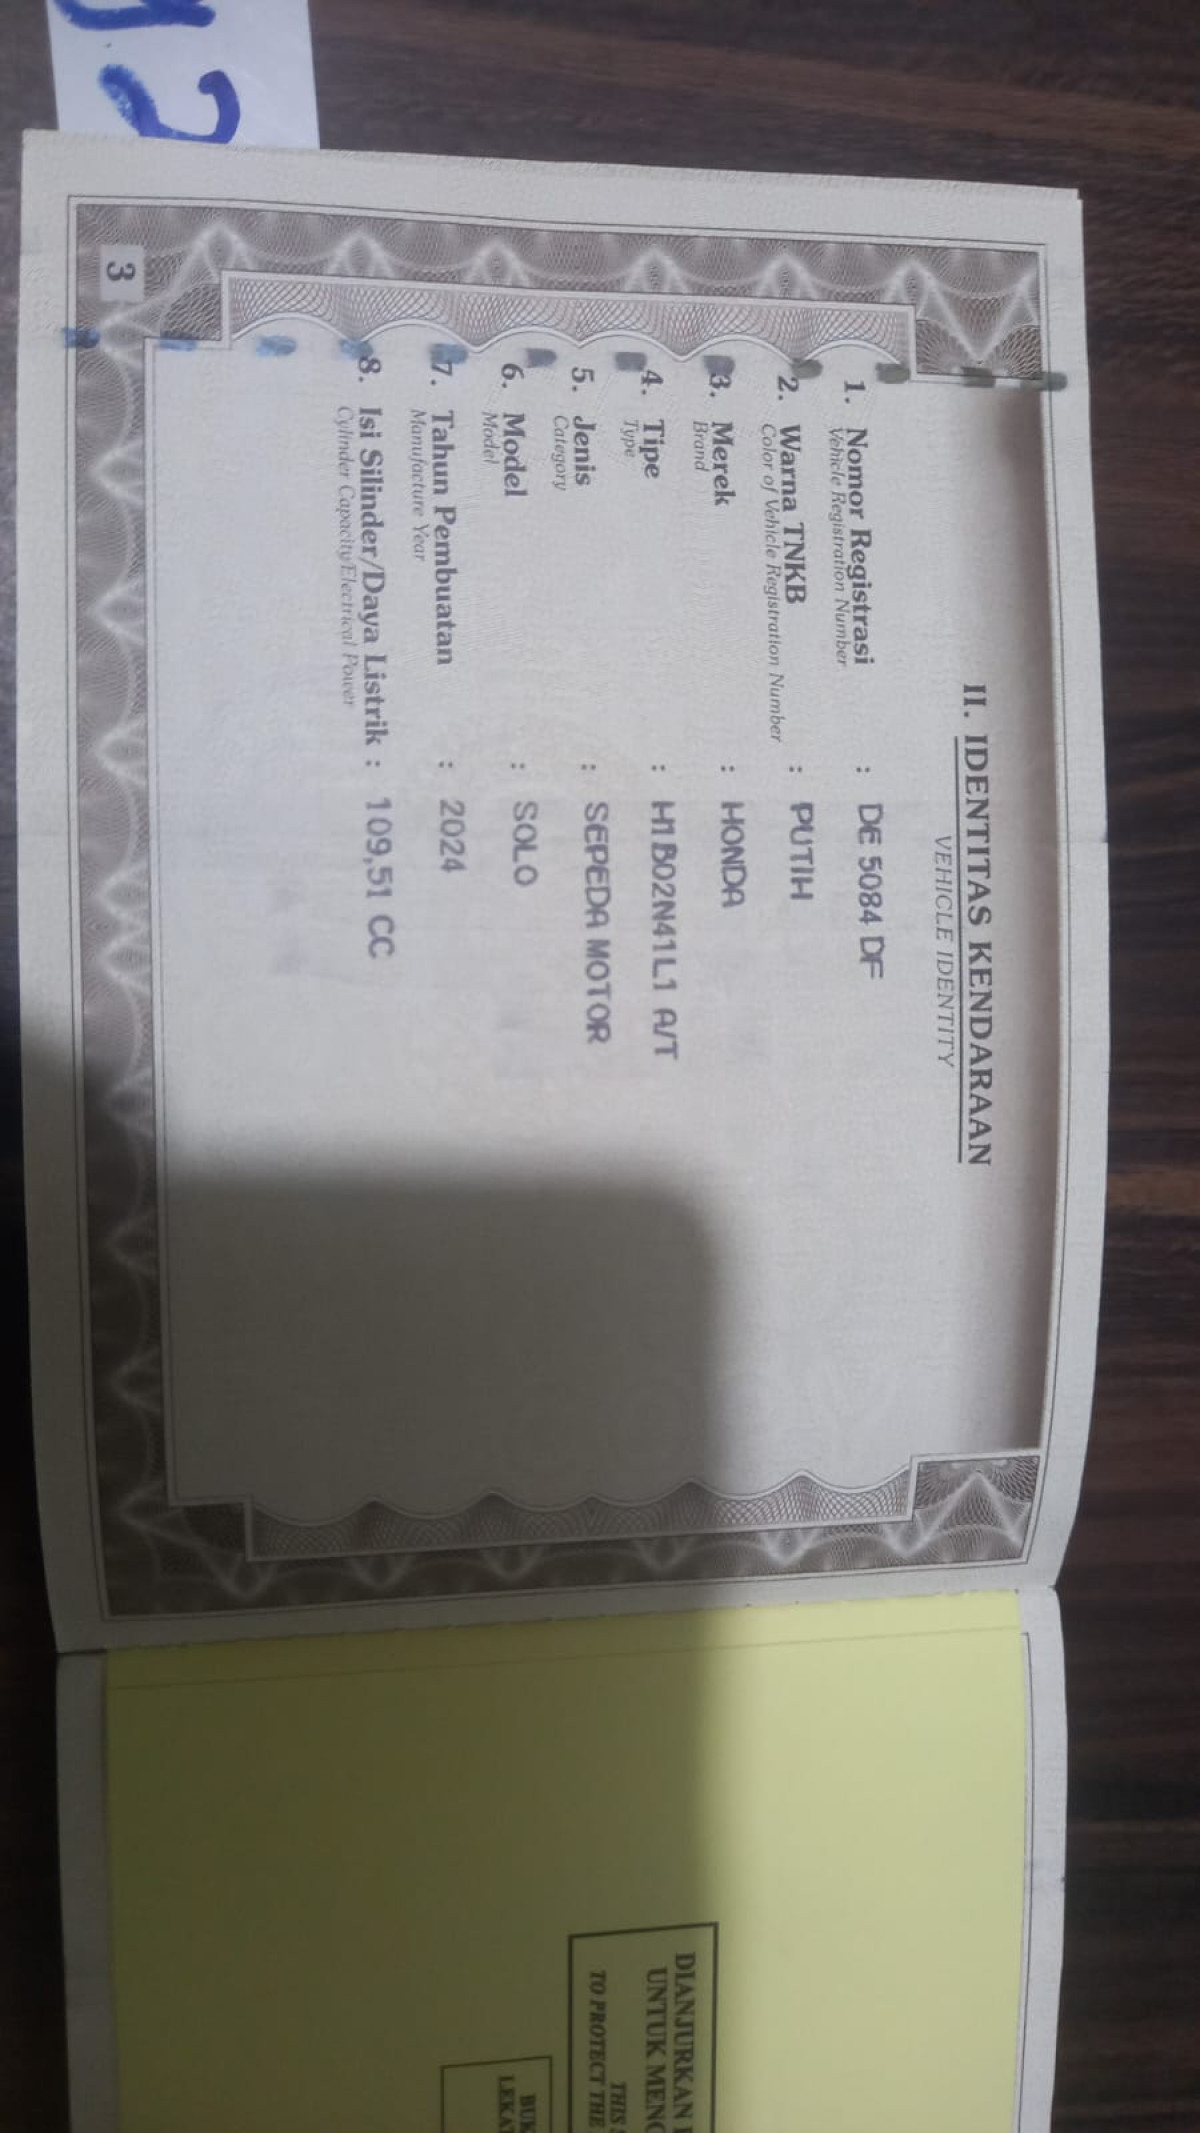 II. IDENTITAS KENDARAAN
VEHICLE IDENTITY
1. Nomor Registrasi : DE 5084 DF
Vehicle Registration Number
2. Warna TNKB : PUTIH
Color of Vehicle Registration Number
3. Merek : HONDA
Brand
4. Tipe : H1B02N41L1 A/T
Type
5. Jenis : SEPEDA MOTOR
Category
6. Model : SOLO
Model
7. Tahun Pembuatan : 2024
Manufacture Year
8. Isi Silinder/Daya Listrik : 109,51 CC
Cylinder Capacity/Electrical Power
3
DIANJURKAN
UNTUK MENG
THIS
TO PROTECT THE
BUK
LEKA
2